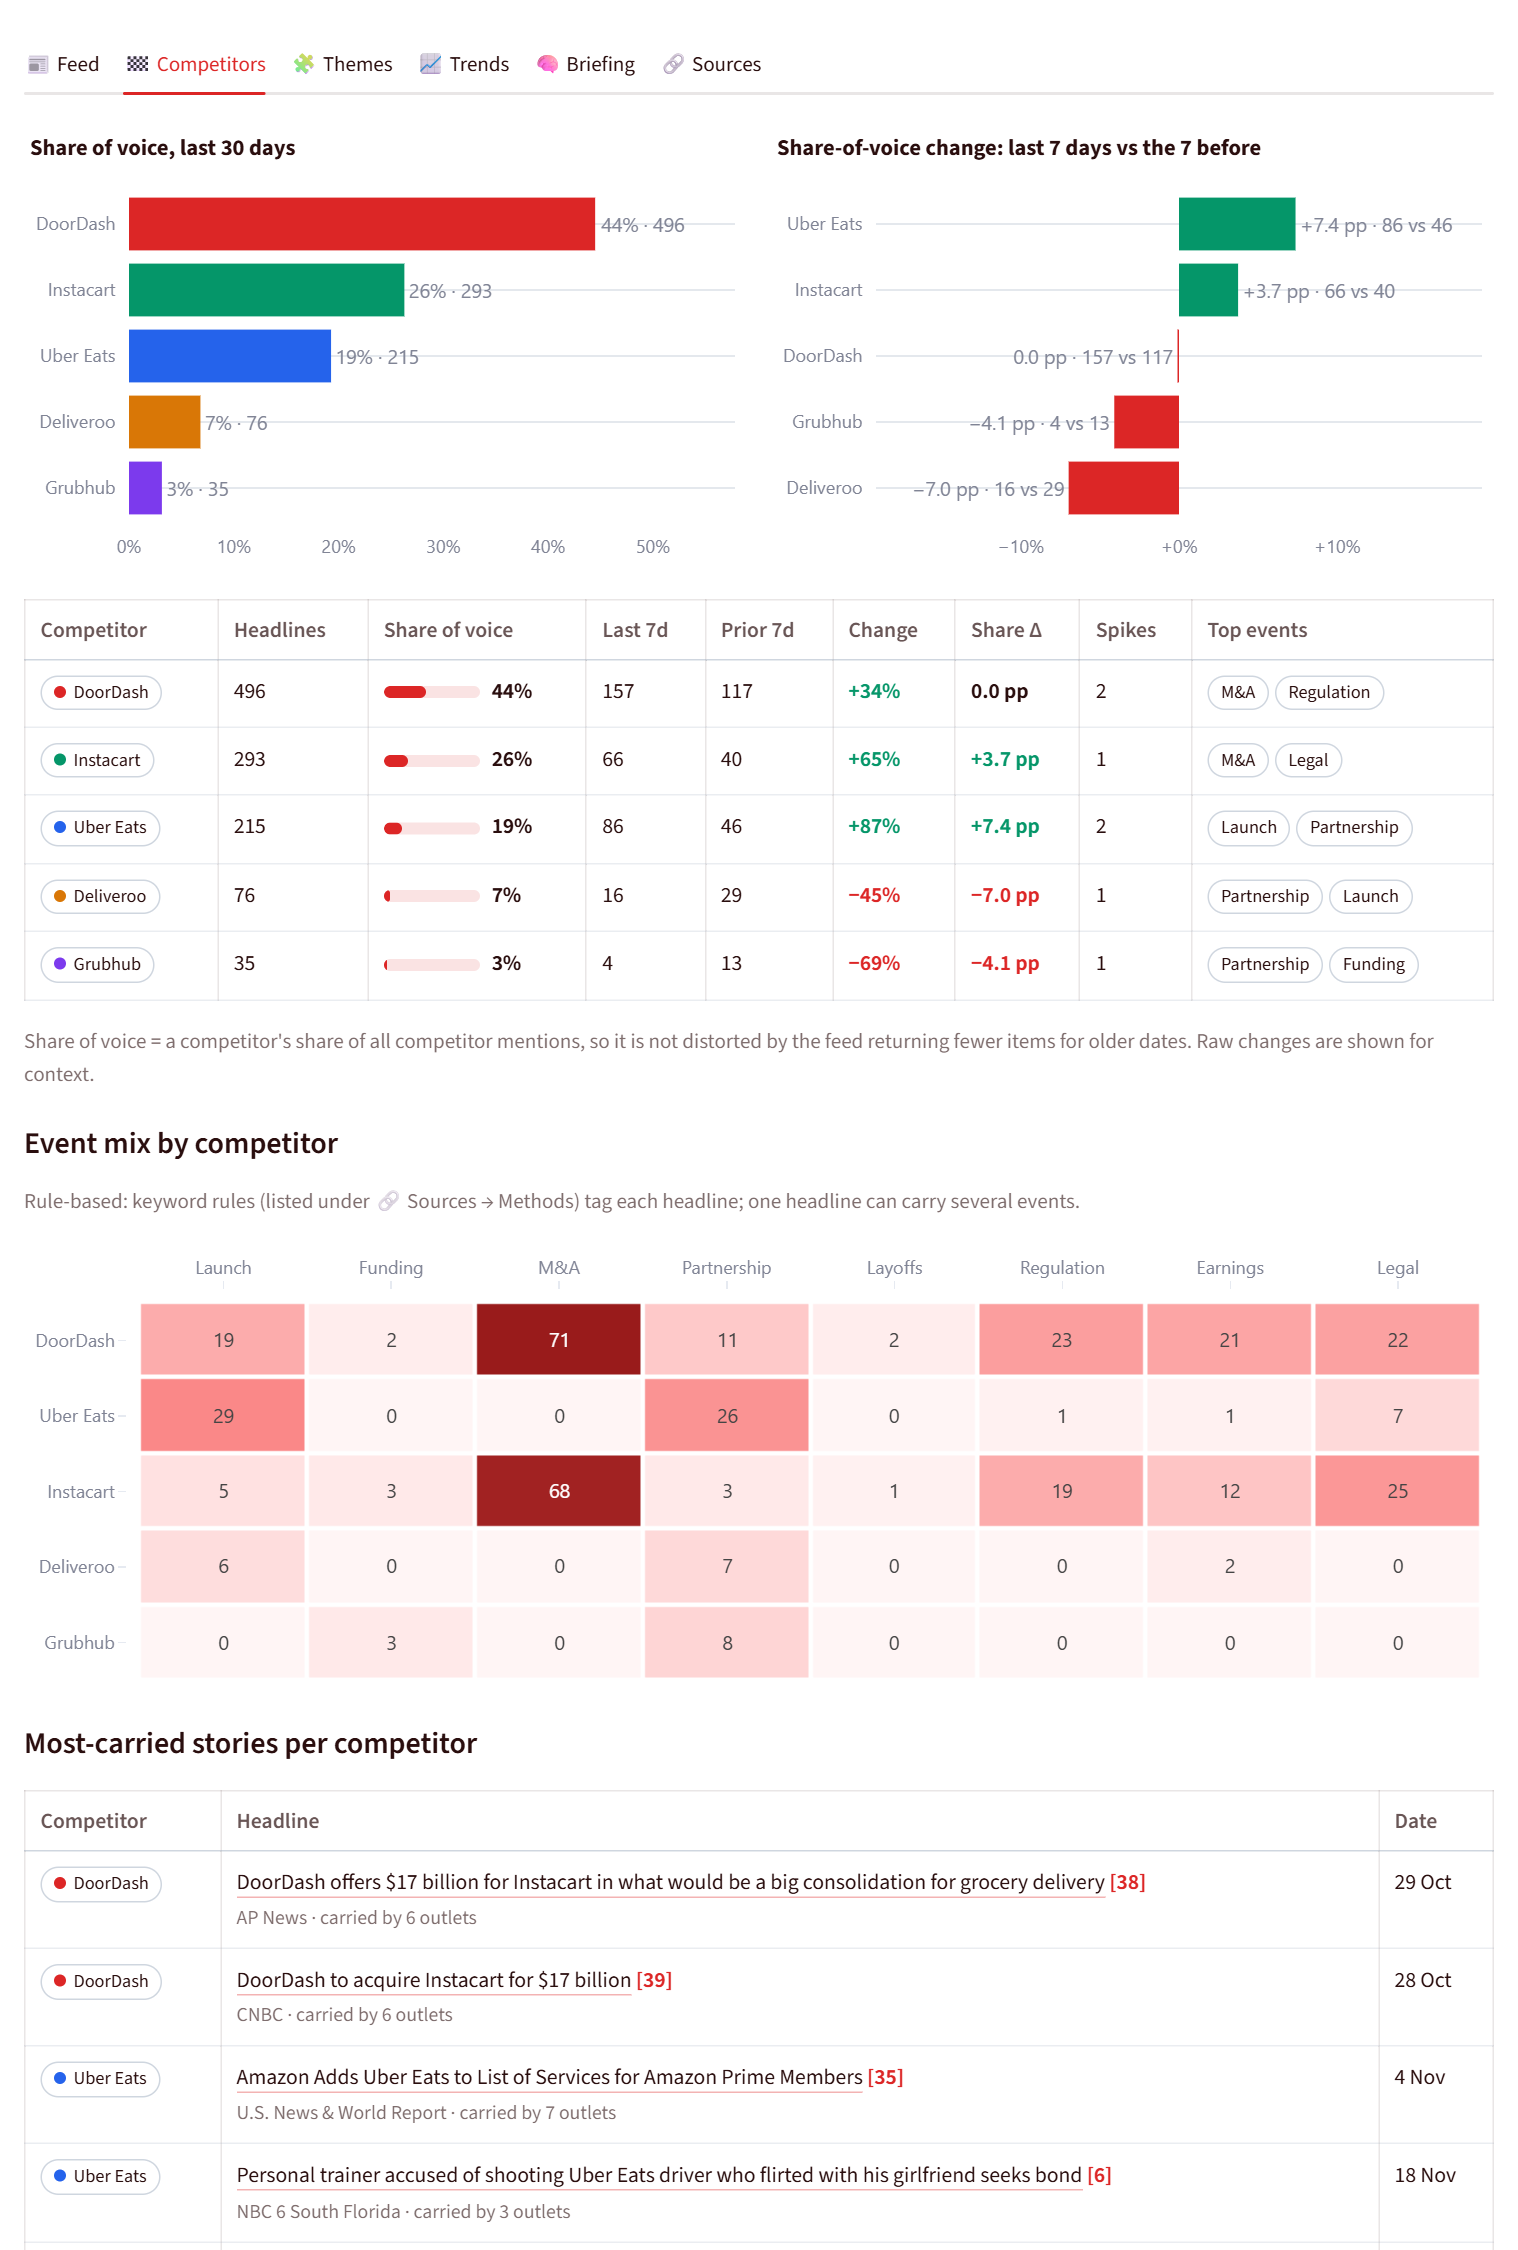 Feed Competitors Themes Trends Briefing Sources
Share of voice, last 30 days
DoorDash 44% · 496
Instacart 26% · 293
Uber Eats 19% · 215
Deliveroo 7% · 76
Grubhub 3% · 35
0% 10% 20% 30% 40% 50%
Share-of-voice change: last 7 days vs the 7 before
Uber Eats +7.4 pp · 86 vs 46
Instacart +3.7 pp · 66 vs 40
DoorDash 0.0 pp · 157 vs 117
Grubhub −4.1 pp · 4 vs 13
Deliveroo −7.0 pp · 16 vs 29
−10% +0% +10%
Competitor Headlines Share of voice Last 7d Prior 7d Change Share Δ Spikes Top events
DoorDash 496 44% 157 117 +34% 0.0 pp 2 M&A Regulation
Instacart 293 26% 66 40 +65% +3.7 pp 1 M&A Legal
Uber Eats 215 19% 86 46 +87% +7.4 pp 2 Launch Partnership
Deliveroo 76 7% 16 29 −45% −7.0 pp 1 Partnership Launch
Grubhub 35 3% 4 13 −69% −4.1 pp 1 Partnership Funding
Share of voice = a competitor's share of all competitor mentions, so it is not distorted by the feed returning fewer items for older dates. Raw changes are shown for
context.
Event mix by competitor
Rule-based: keyword rules (listed under 🔗 Sources → Methods) tag each headline; one headline can carry several events.
Launch Funding M&A Partnership Layoffs Regulation Earnings Legal
DoorDash 19 2 71 11 2 23 21 22
Uber Eats 29 0 0 26 0 1 1 7
Instacart 5 3 68 3 1 19 12 25
Deliveroo 6 0 0 7 0 0 2 0
Grubhub 0 3 0 8 0 0 0 0
Most-carried stories per competitor
Competitor Headline Date
DoorDash DoorDash offers $17 billion for Instacart in what would be a big consolidation for grocery delivery [38] 29 Oct
AP News · carried by 6 outlets
DoorDash DoorDash to acquire Instacart for $17 billion [39] 28 Oct
CNBC · carried by 6 outlets
Uber Eats Amazon Adds Uber Eats to List of Services for Amazon Prime Members [35] 4 Nov
U.S. News & World Report · carried by 7 outlets
Uber Eats Personal trainer accused of shooting Uber Eats driver who flirted with his girlfriend seeks bond [6] 18 Nov
NBC 6 South Florida · carried by 3 outlets